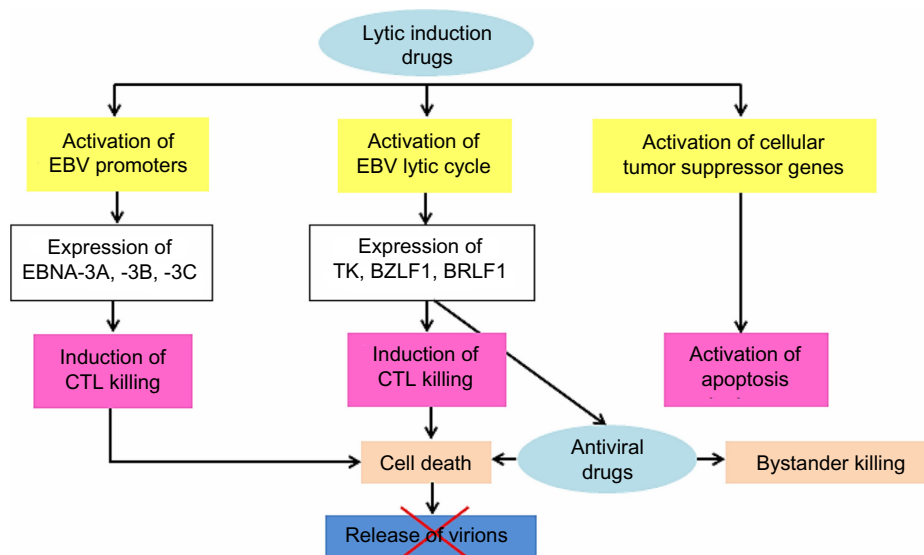 Lytic induction
drugs
Activation of
EBV promoters
Activation of
EBV lytic cycle
Activation of cellular
tumor suppressor genes
Expression of
EBNA-3A, -3B, -3C
Expression of
TK, BZLF1, BRLF1
Induction of
CTL killing
Induction of
CTL killing
Activation of
apoptosis
Cell death
Antiviral
drugs
Bystander killing
Release of virions